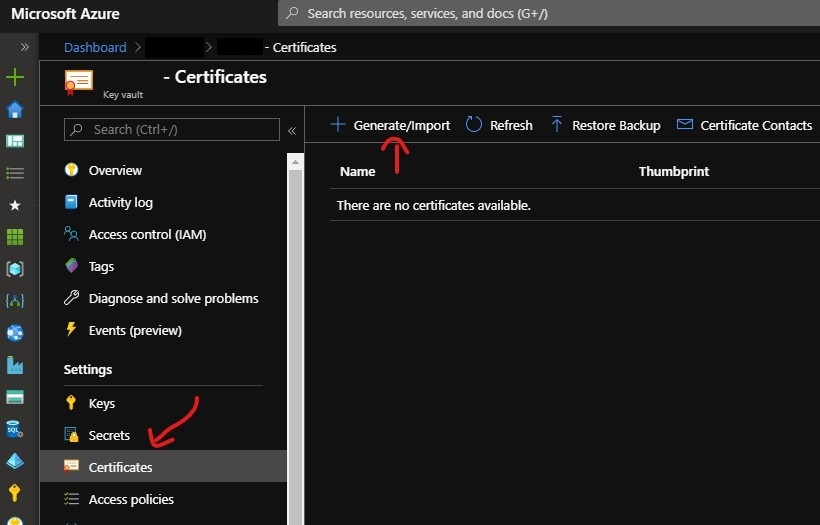 Microsoft Azure
Search resources, services, and docs (G+/)
Dashboard > > - Certificates
- Certificates
Key vault
Search (Ctrl+/)
Overview
Activity log
Access control (IAM)
Tags
Diagnose and solve problems
Events (preview)
Settings
Keys
Secrets
Certificates
Access policies
Generate/Import Refresh Restore Backup Certificate Contacts
Name Thumbprint
There are no certificates available.